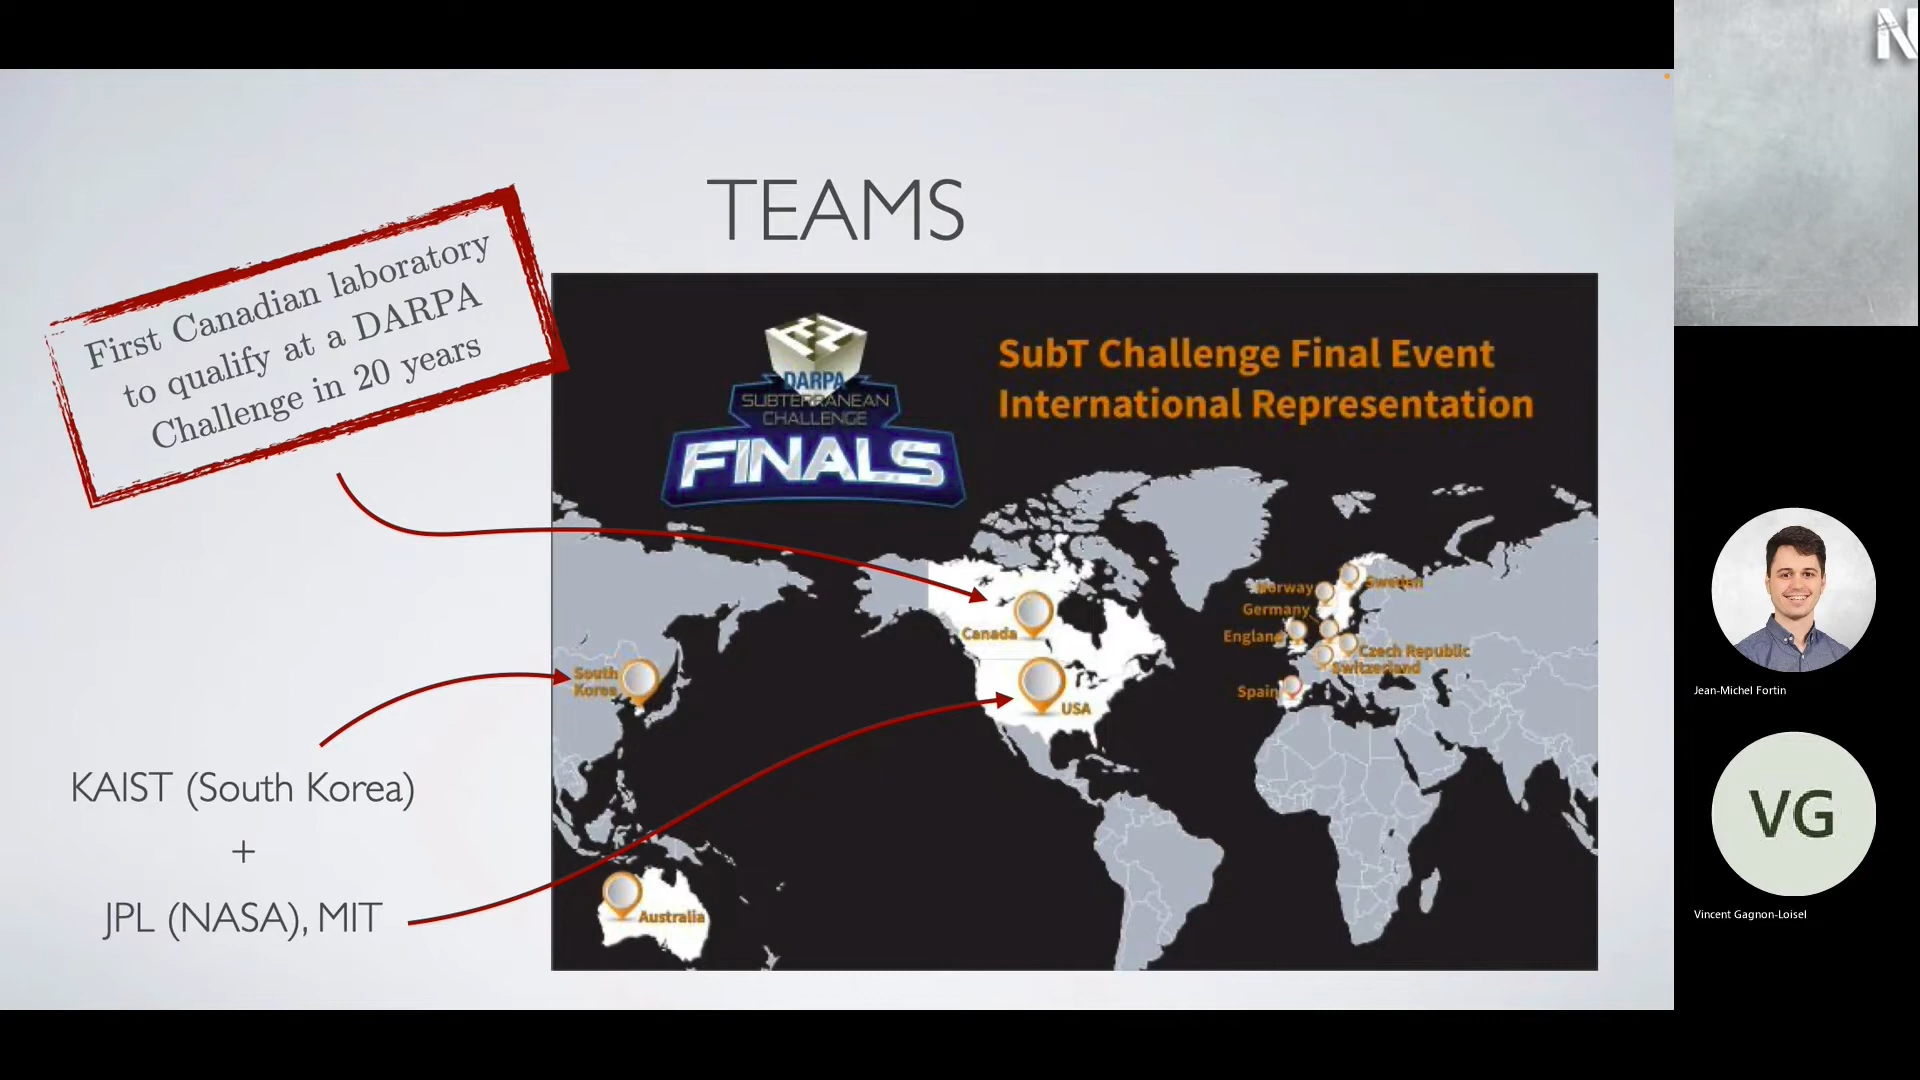 N
TEAMS
First Canadian laboratory
to qualify at a DARPA
Challenge in 20 years
DARPA
SUBTERRANEAN
CHALLENGE
FINALS
SubT Challenge Final Event
International Representation
Canada
USA
South
Korea
Australia
Norway
Sweden
Germany
England
Czech Republic
Switzerland
Spain
KAIST (South Korea)
+
JPL (NASA), MIT
Jean-Michel Fortin
VG
Vincent Gagnon-Loisel